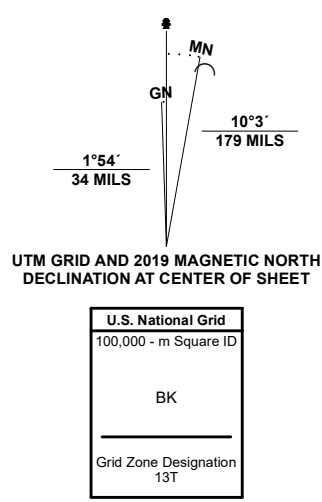 MN
GN
10°3´
179 MILS
1°54´
34 MILS
UTM GRID AND 2019 MAGNETIC NORTH
DECLINATION AT CENTER OF SHEET
U.S. National Grid
100,000 - m Square ID
BK
Grid Zone Designation
13T